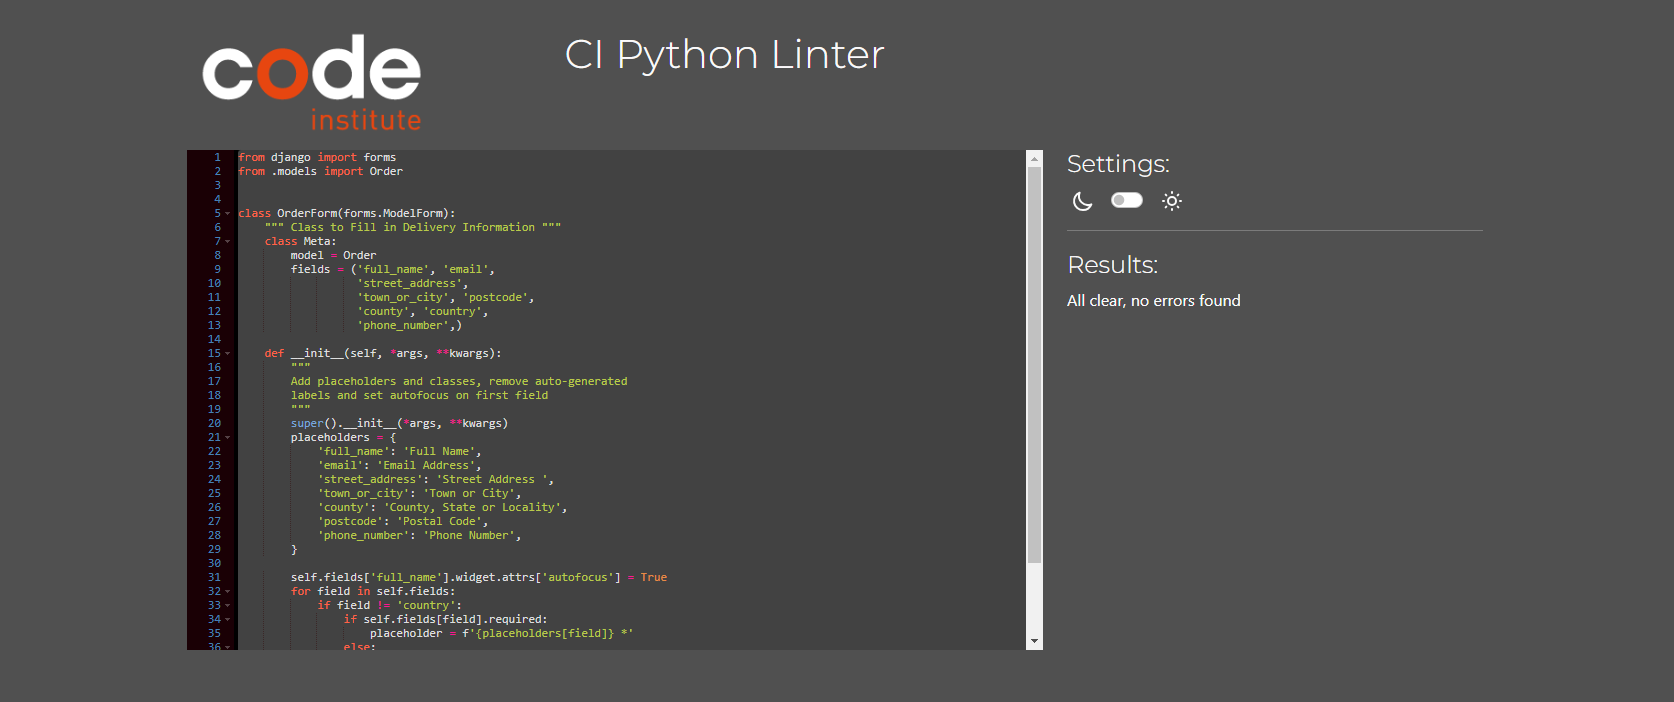 code
institute
CI Python Linter
1 from django import forms
2 from .models import Order
3
4
5 class OrderForm(forms.ModelForm):
6     """ Class to Fill in Delivery Information """
7     class Meta:
8         model = Order
9         fields = ('full_name', 'email',
10                   'street_address',
11                   'town_or_city', 'postcode',
12                   'county', 'country',
13                   'phone_number',)
14
15     def __init__(self, *args, **kwargs):
16         """
17         Add placeholders and classes, remove auto-generated
18         labels and set autofocus on first field
19         """
20         super().__init__(*args, **kwargs)
21         placeholders = {
22             'full_name': 'Full Name',
23             'email': 'Email Address',
24             'street_address': 'Street Address ',
25             'town_or_city': 'Town or City',
26             'county': 'County, State or Locality',
27             'postcode': 'Postal Code',
28             'phone_number': 'Phone Number',
29         }
30
31         self.fields['full_name'].widget.attrs['autofocus'] = True
32         for field in self.fields:
33             if field != 'country':
34                 if self.fields[field].required:
35                     placeholder = f'{placeholders[field]} *'
36                 else:
Settings:
Results:
All clear, no errors found